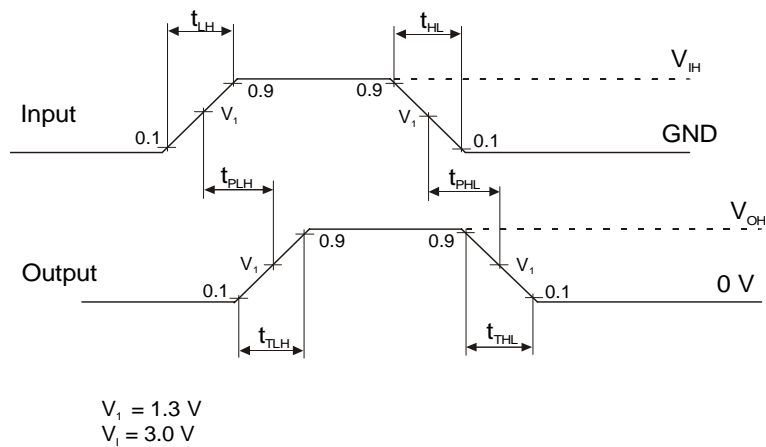 tLH
tHL
VIH
0.9
0.9
Input
V1
V1
0.1
0.1
GND
tPLH
tPHL
VOH
0.9
0.9
Output
V1
V1
0.1
0.1
0 V
tTLH
tTHL
V1 = 1.3 V
VI = 3.0 V